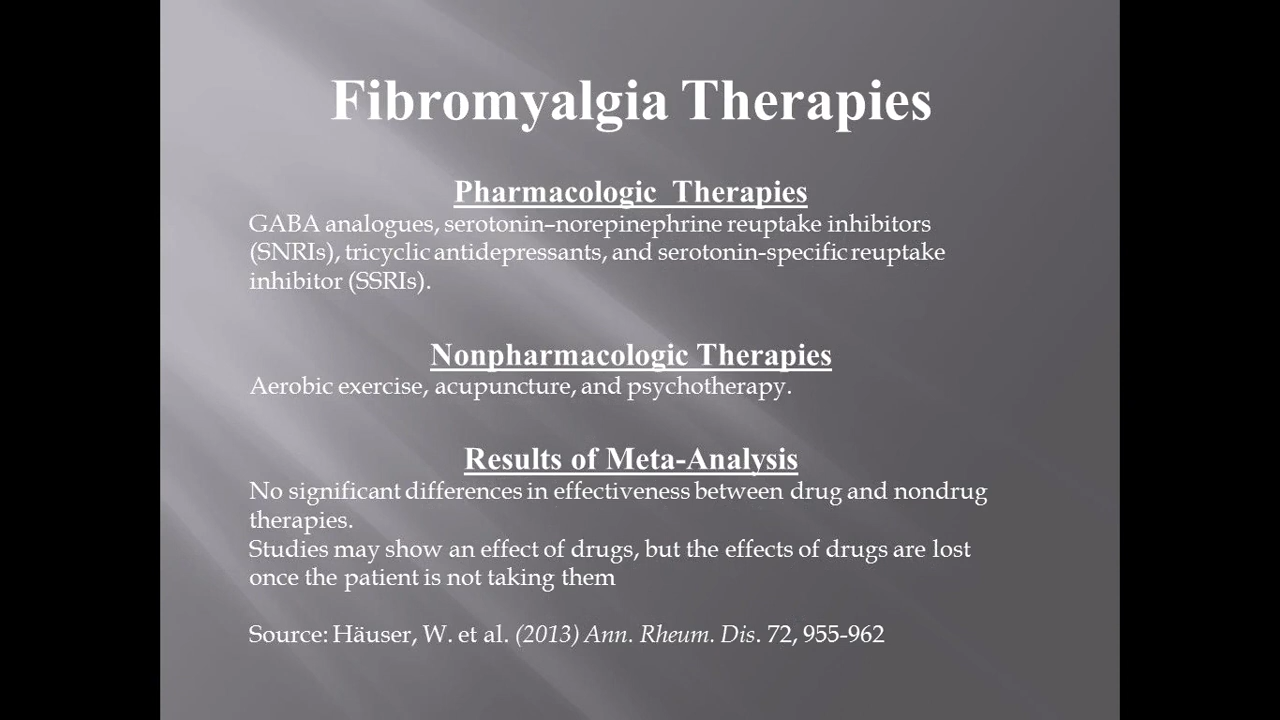 Fibromyalgia Therapies
Pharmacologic Therapies
GABA analogues, serotonin–norepinephrine reuptake inhibitors
(SNRIs), tricyclic antidepressants, and serotonin-specific reuptake
inhibitor (SSRIs).
Nonpharmacologic Therapies
Aerobic exercise, acupuncture, and psychotherapy.
Results of Meta-Analysis
No significant differences in effectiveness between drug and nondrug
therapies.
Studies may show an effect of drugs, but the effects of drugs are lost
once the patient is not taking them
Source: Häuser, W. et al. (2013) Ann. Rheum. Dis. 72, 955-962